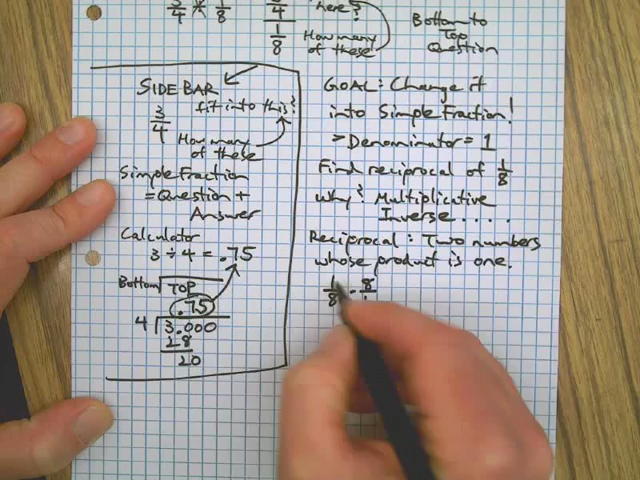 3/4 ÷ 1/8
3/4
1/8
here?
How many
of these
Bottom to
Top
Question
SIDE BAR
fit into this?
3/4
How many
of these
Simple Fraction
= Question +
Answer
Calculator
3 ÷ 4 = .75
Bottom TOP
.75
4 3.000
28
20
GOAL: Change it
into Simple Fraction!
> Denominator = 1
Find reciprocal of 1/8
Why? Multiplicative
Inverse . . . .
Reciprocal : Two numbers
whose product is one.
1/8 · 8/1